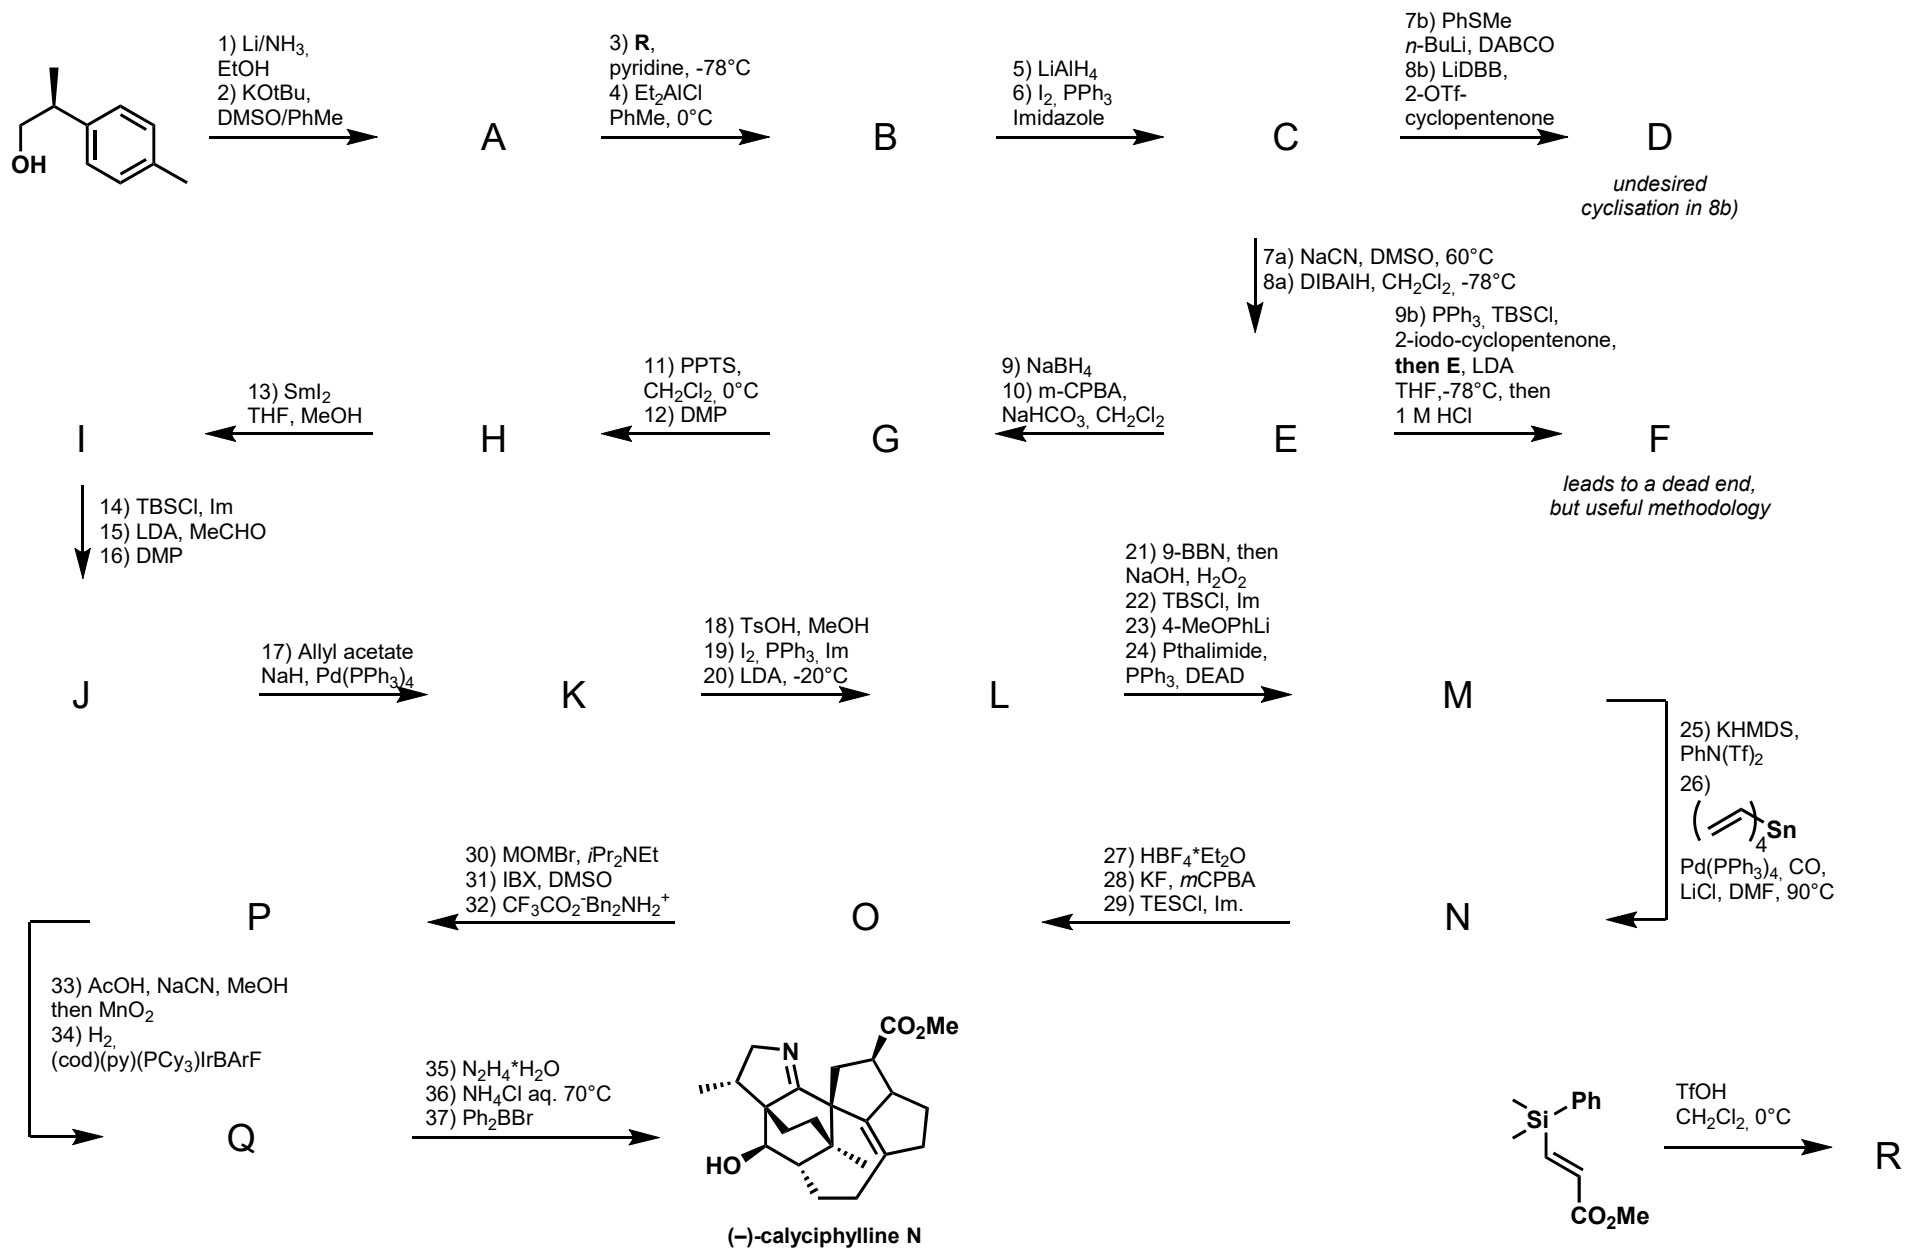 1) Li/NH3,
EtOH
2) KOtBu,
DMSO/PhMe
OH
A
3) R,
pyridine, -78°C
4) Et2AlCl
PhMe, 0°C
B
5) LiAlH4
6) I2, PPh3
Imidazole
C
7b) PhSMe
n-BuLi, DABCO
8b) LiDBB,
2-OTf-
cyclopentenone
D
undesired
cyclisation in 8b)
7a) NaCN, DMSO, 60°C
8a) DIBAlH, CH2Cl2, -78°C
9b) PPh3, TBSCl,
2-iodo-cyclopentenone,
then E, LDA
THF,-78°C, then
1 M HCl
F
leads to a dead end,
but useful methodology
E
9) NaBH4
10) m-CPBA,
NaHCO3, CH2Cl2
G
11) PPTS,
CH2Cl2, 0°C
12) DMP
H
13) SmI2
THF, MeOH
I
14) TBSCl, Im
15) LDA, MeCHO
16) DMP
J
17) Allyl acetate
NaH, Pd(PPh3)4
K
18) TsOH, MeOH
19) I2, PPh3, Im
20) LDA, -20°C
L
21) 9-BBN, then
NaOH, H2O2
22) TBSCl, Im
23) 4-MeOPhLi
24) Pthalimide,
PPh3, DEAD
M
25) KHMDS,
PhN(Tf)2
26)
( )4 Sn
Pd(PPh3)4, CO,
LiCl, DMF, 90°C
N
27) HBF4*Et2O
28) KF, mCPBA
29) TESCl, Im.
O
30) MOMBr, iPr2NEt
31) IBX, DMSO
32) CF3CO2-Bn2NH2+
P
33) AcOH, NaCN, MeOH
then MnO2
34) H2,
(cod)(py)(PCy3)IrBArF
Q
35) N2H4*H2O
36) NH4Cl aq. 70°C
37) Ph2BBr
CO2Me
N
HO
(–)-calyciphylline N
Si
Ph
CO2Me
TfOH
CH2Cl2, 0°C
R